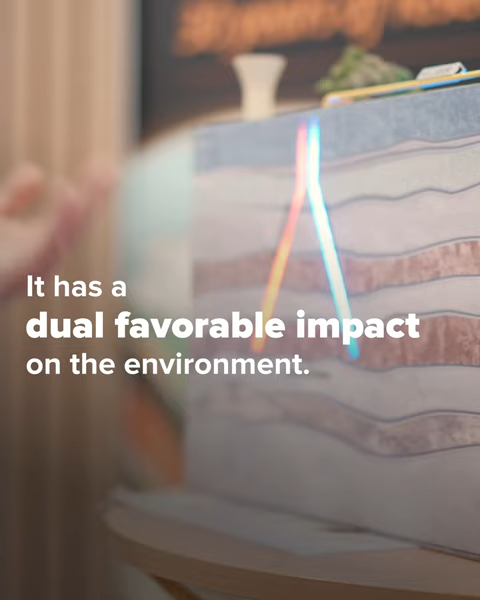 It has a
dual favorable impact
on the environment.